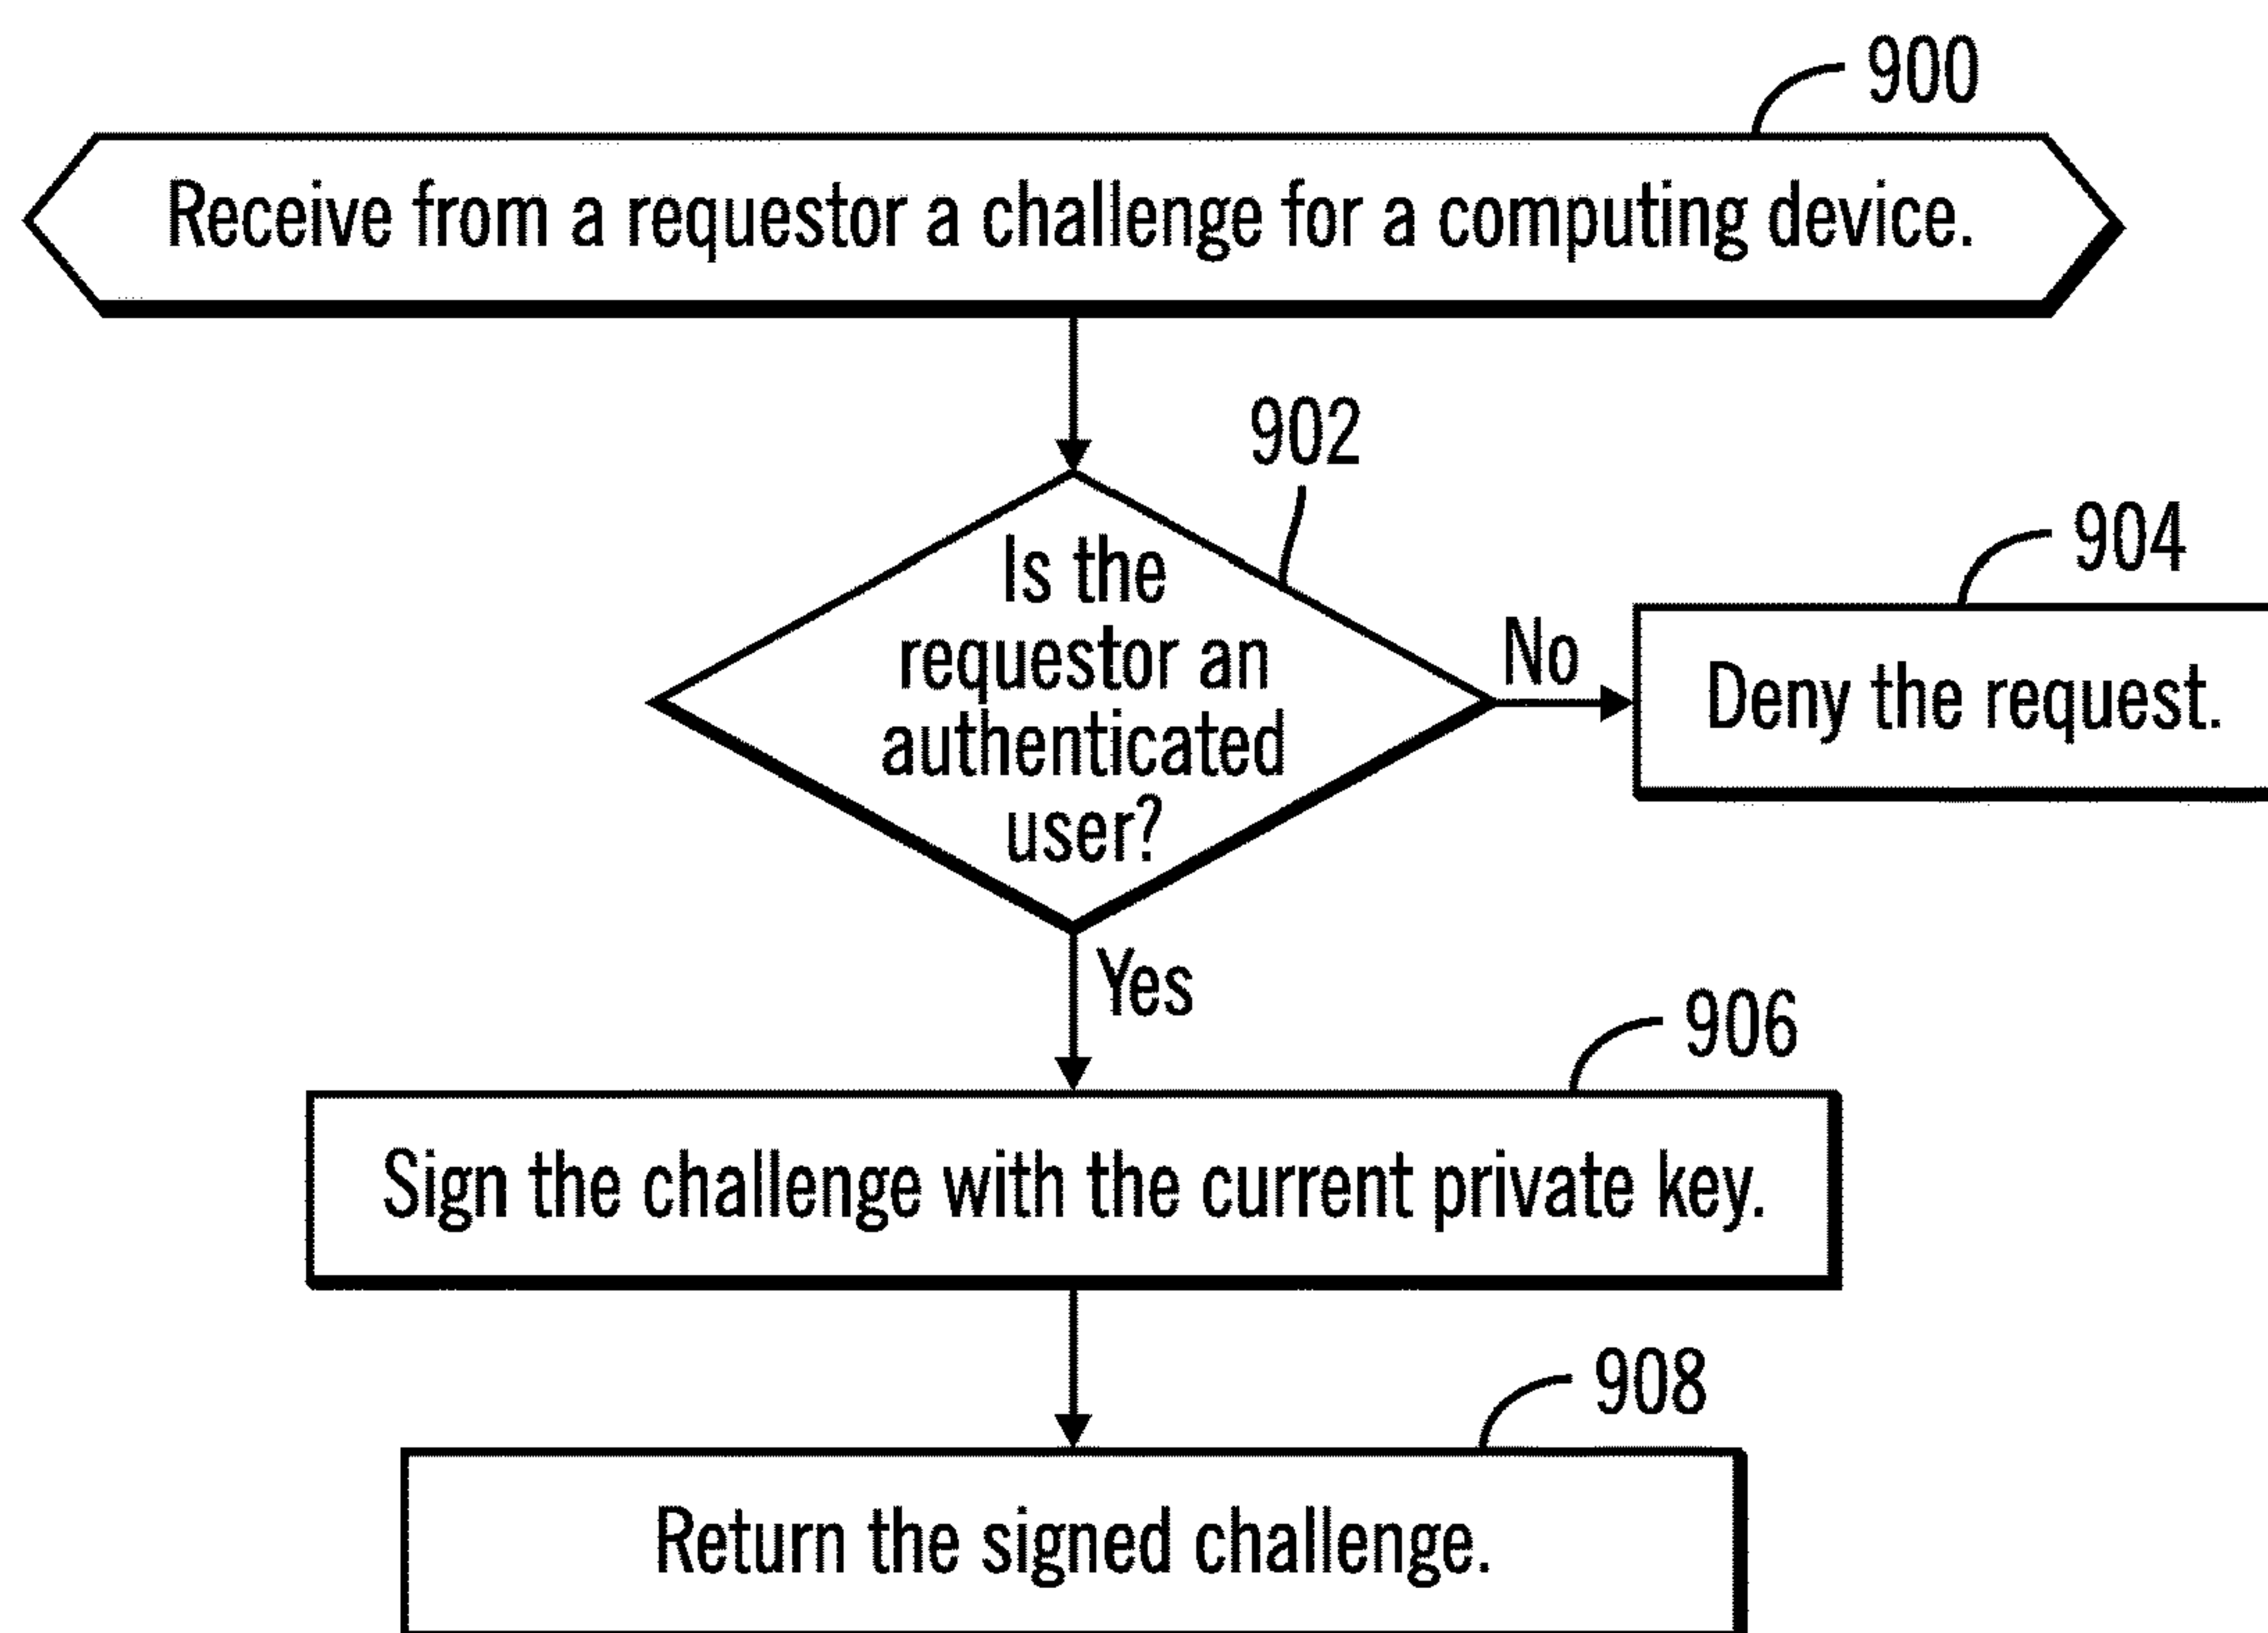 900
Receive from a requestor a challenge for a computing device.
902
Is the
requestor an
authenticated
user?
No
904
Deny the request.
Yes
906
Sign the challenge with the current private key.
908
Return the signed challenge.